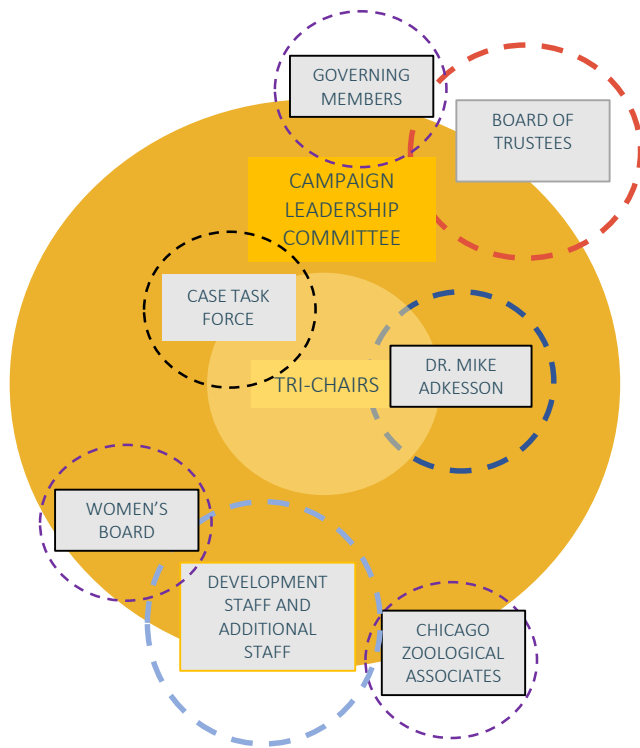 GOVERNING
MEMBERS
BOARD OF
TRUSTEES
CAMPAIGN
LEADERSHIP
COMMITTEE
CASE TASK
FORCE
TRI-CHAIRS
DR. MIKE
ADKESSON
WOMEN’S
BOARD
DEVELOPMENT
STAFF AND
ADDITIONAL
STAFF
CHICAGO
ZOOLOGICAL
ASSOCIATES